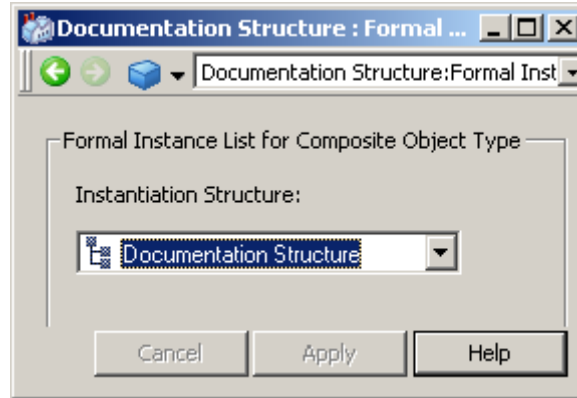 Documentation Structure : Formal ...
Documentation Structure:Formal Inst
Formal Instance List for Composite Object Type
Instantiation Structure:
Documentation Structure
Cancel Apply Help